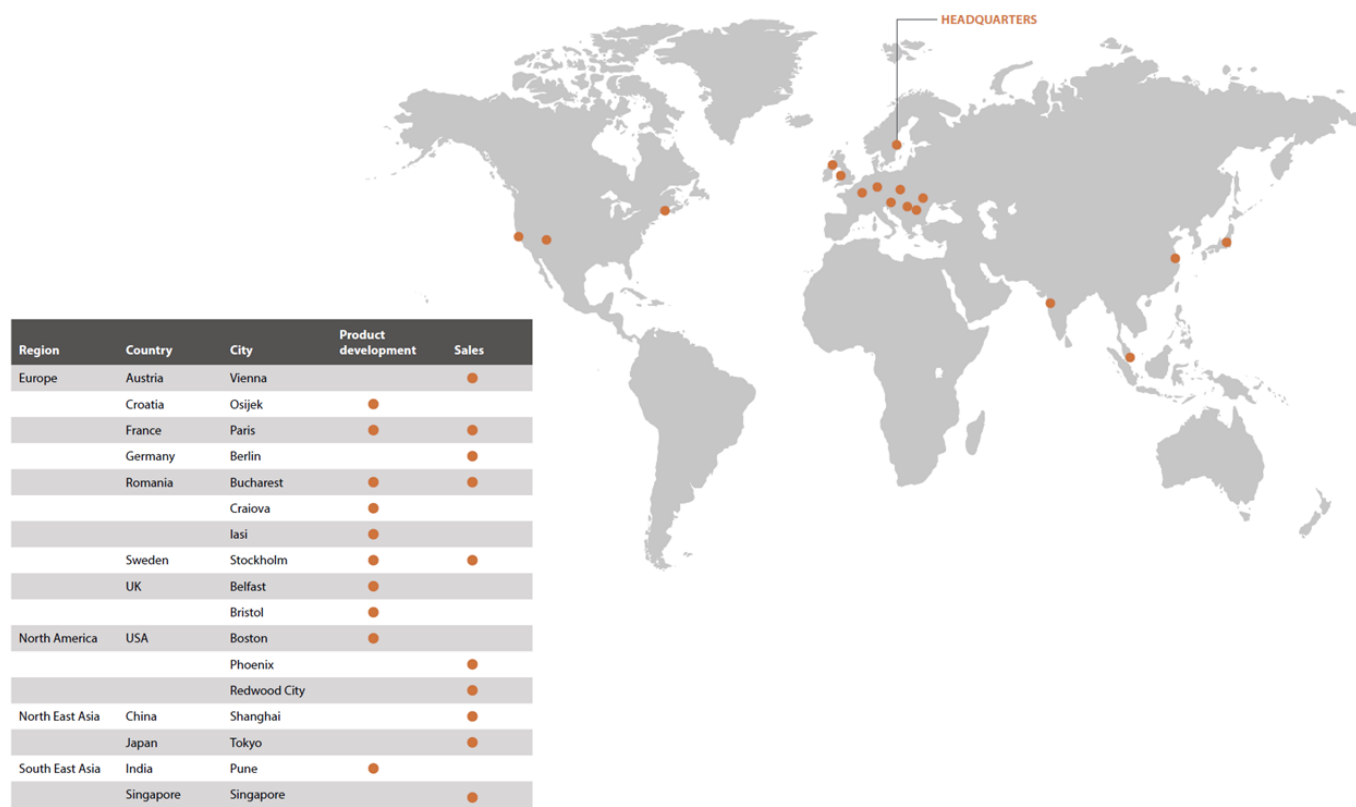 HEADQUARTERS
Region Country City Product development Sales
Europe Austria Vienna
Croatia Osijek
France Paris
Germany Berlin
Romania Bucharest
Craiova
Iasi
Sweden Stockholm
UK Belfast
Bristol
North America USA Boston
Phoenix
Redwood City
North East Asia China Shanghai
Japan Tokyo
South East Asia India Pune
Singapore Singapore